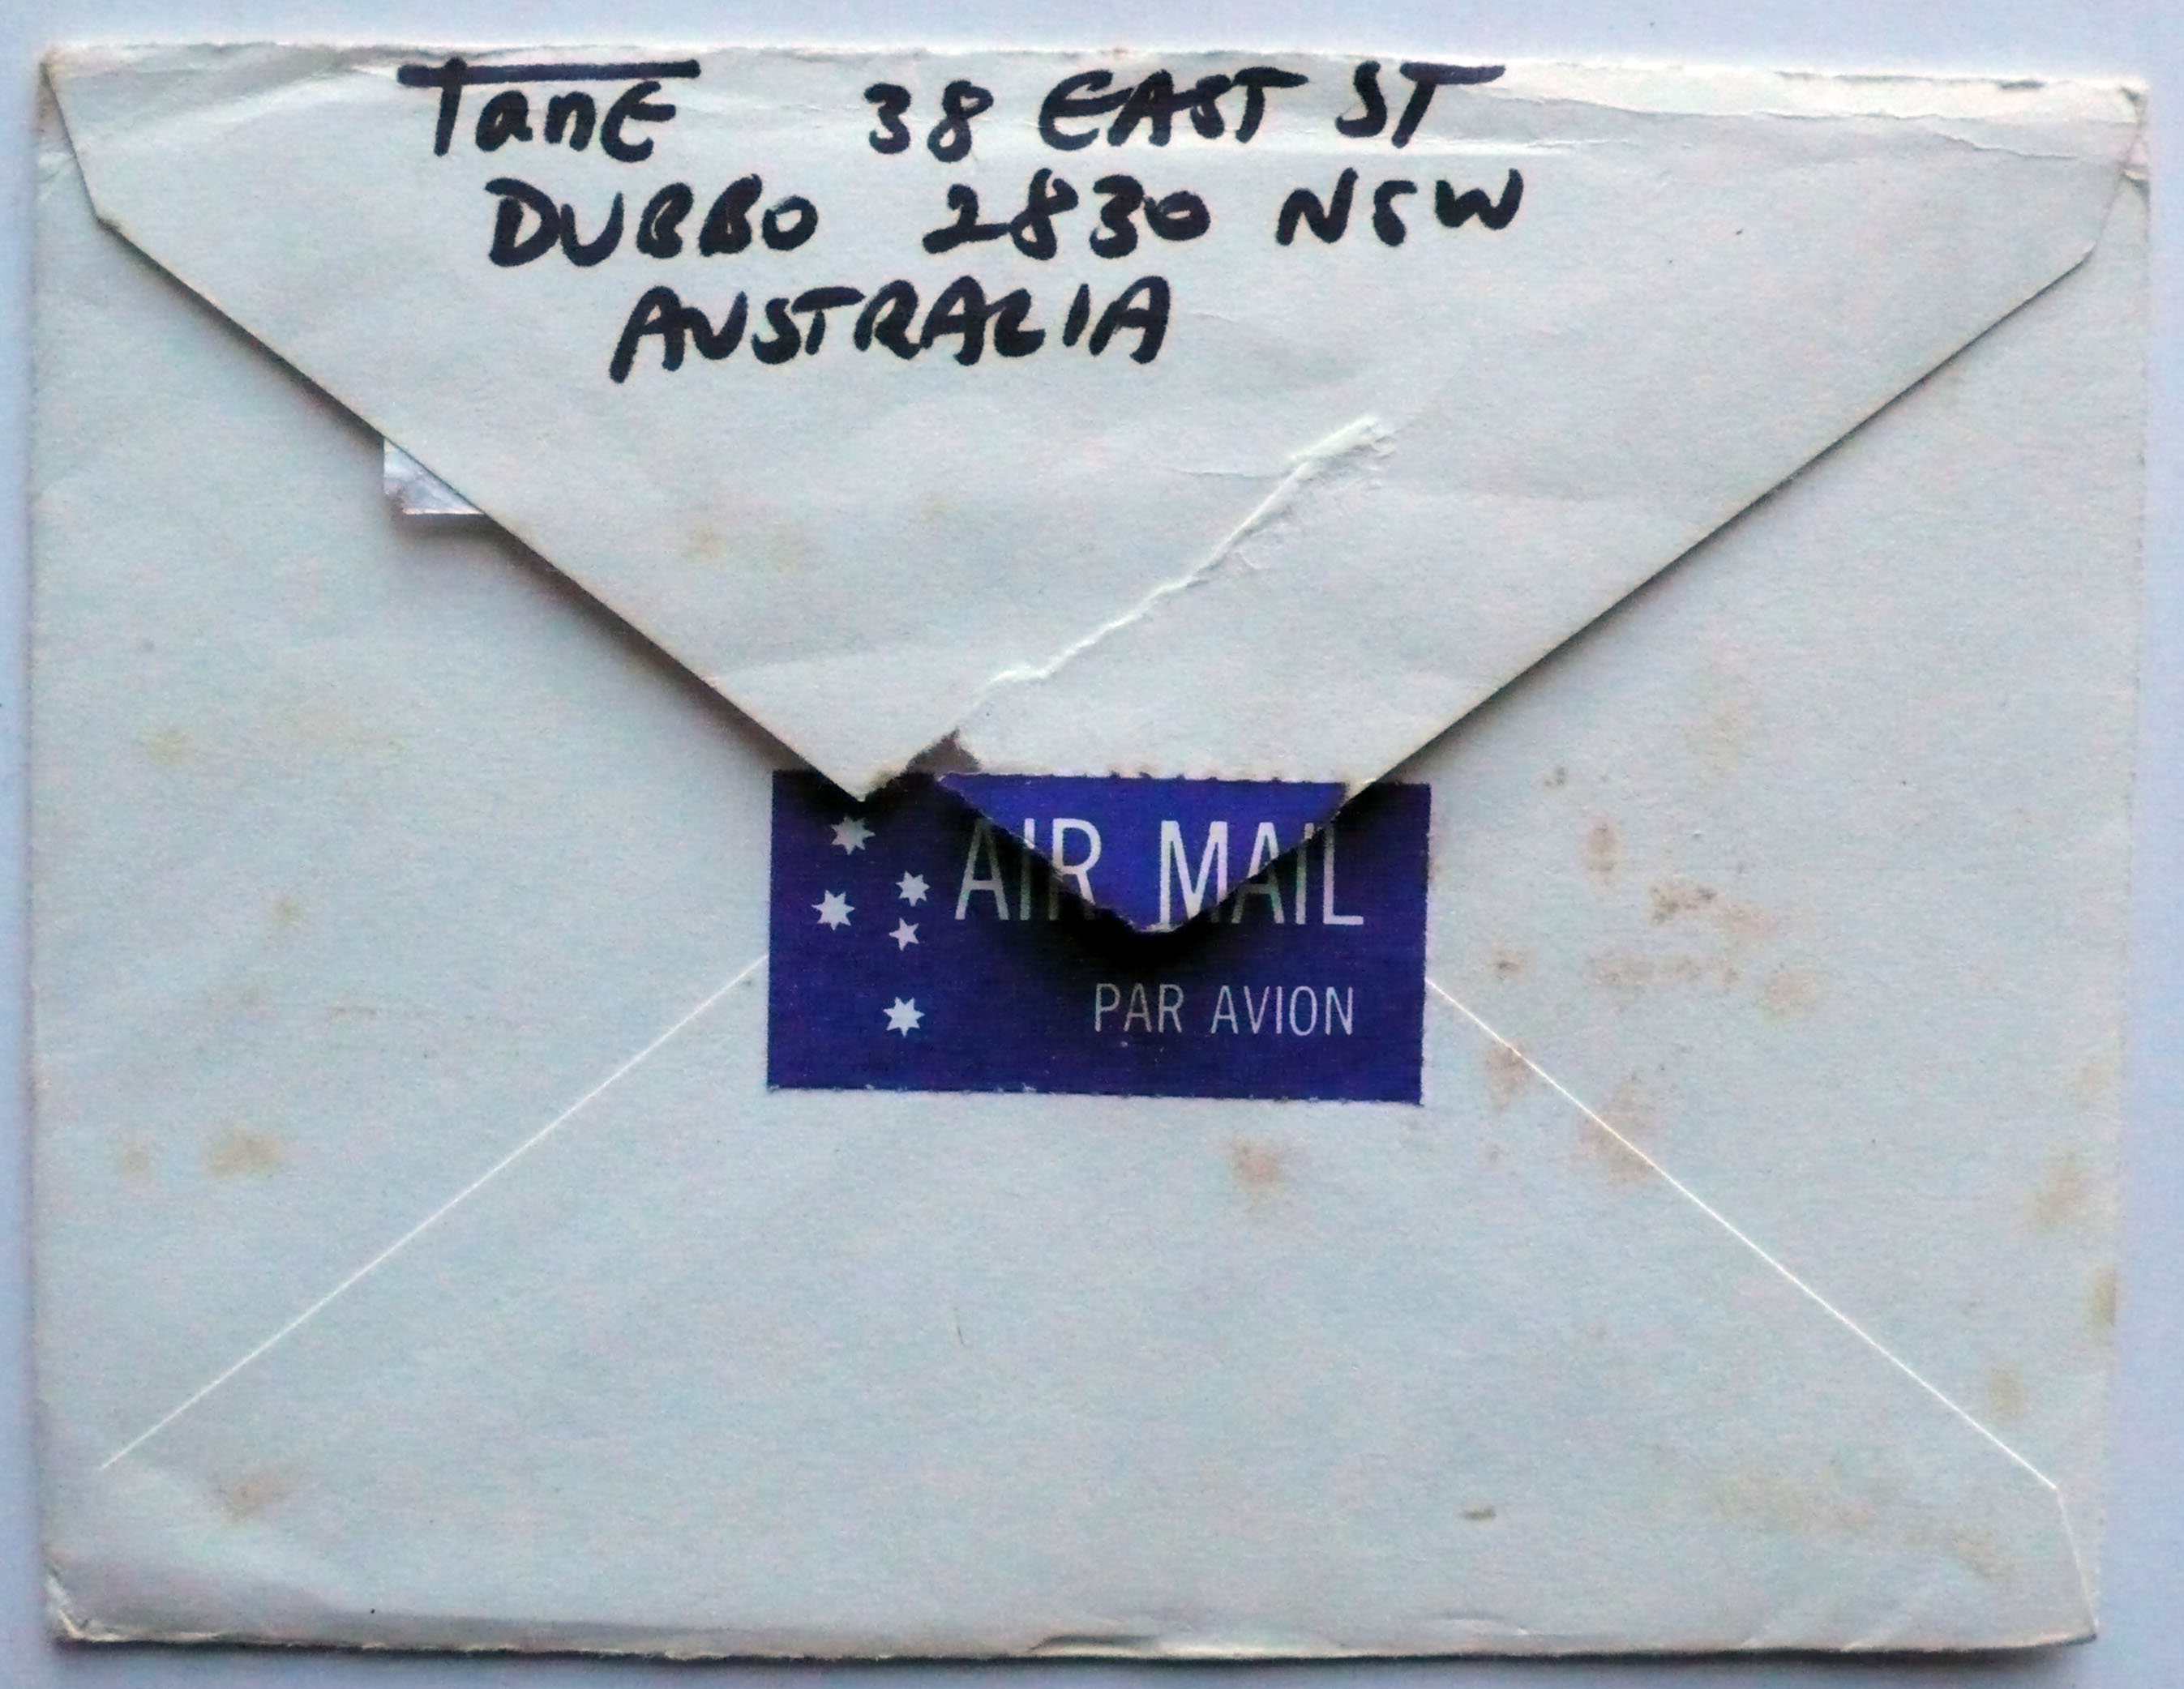 TanE 38 EAST ST
DUBBO 2830 NSW
AUSTRALIA
AIR MAIL
PAR AVION